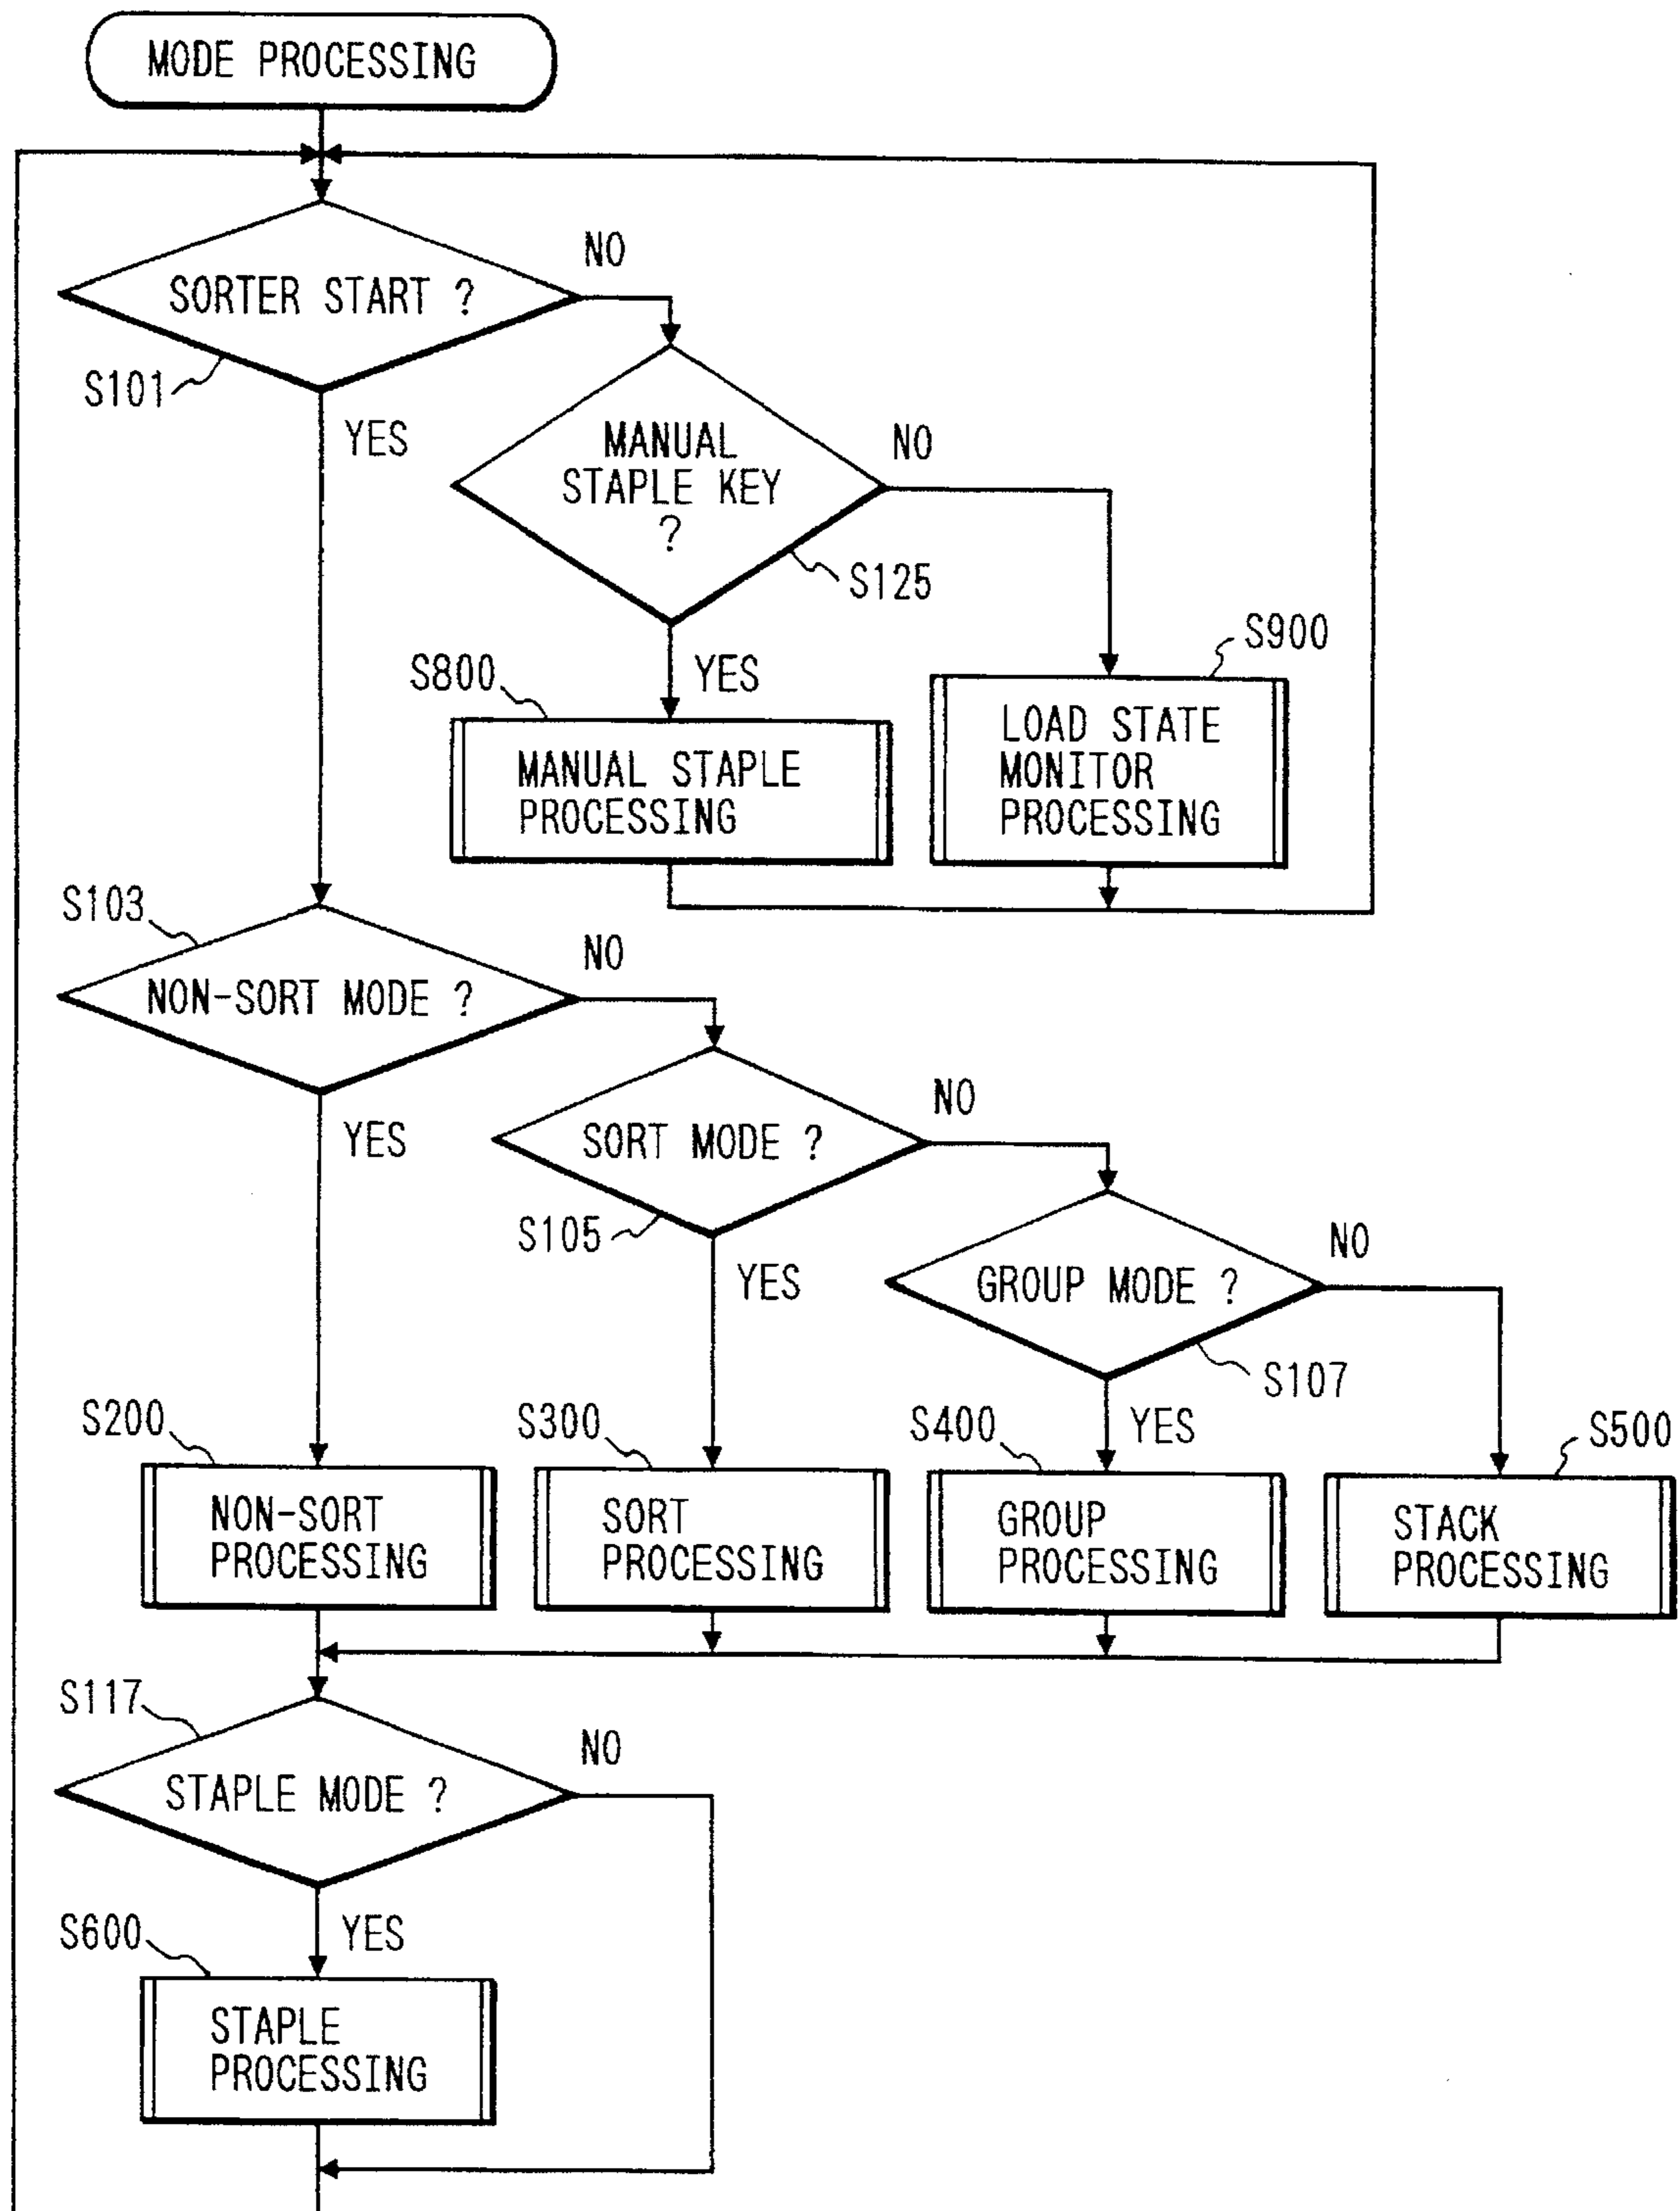 MODE PROCESSING
SORTER START ?
NO
S101
YES
MANUAL
STAPLE KEY
?
NO
S125
YES
S800
MANUAL STAPLE
PROCESSING
S900
LOAD STATE
MONITOR
PROCESSING
S103
NON-SORT MODE ?
NO
YES
SORT MODE ?
NO
S105
YES
GROUP MODE ?
NO
S107
YES
S200
NON-SORT
PROCESSING
S300
SORT
PROCESSING
S400
GROUP
PROCESSING
S500
STACK
PROCESSING
S117
STAPLE MODE ?
NO
YES
S600
STAPLE
PROCESSING